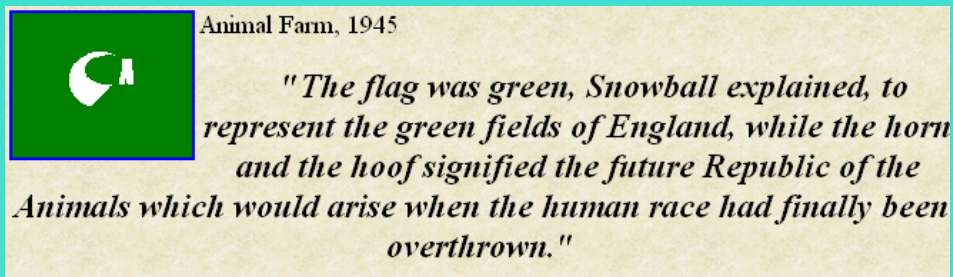 Animal Farm, 1945
"The flag was green, Snowball explained, to
represent the green fields of England, while the horn
and the hoof signified the future Republic of the
Animals which would arise when the human race had finally been
overthrown."